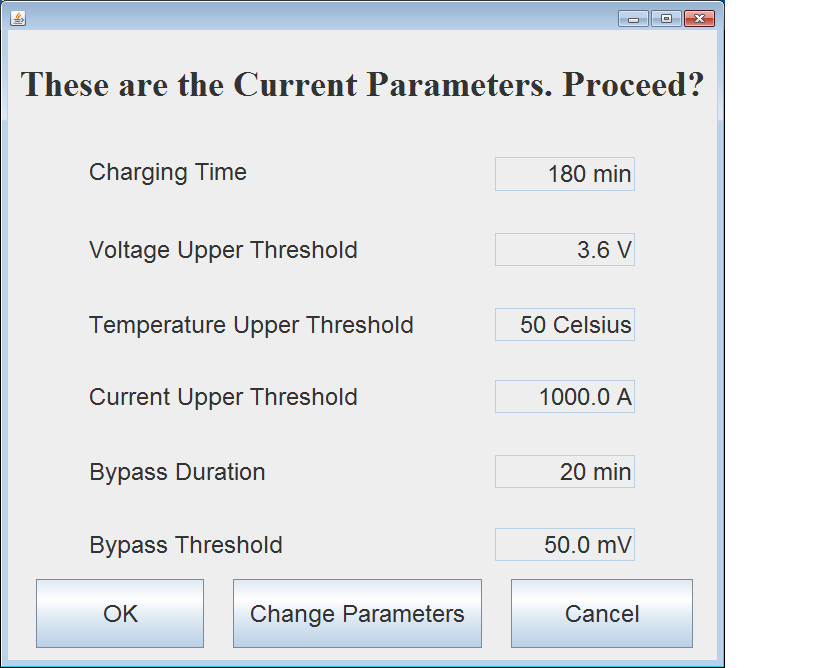 These are the Current Parameters. Proceed?
Charging Time 180 min
Voltage Upper Threshold 3.6 V
Temperature Upper Threshold 50 Celsius
Current Upper Threshold 1000.0 A
Bypass Duration 20 min
Bypass Threshold 50.0 mV
OK Change Parameters Cancel